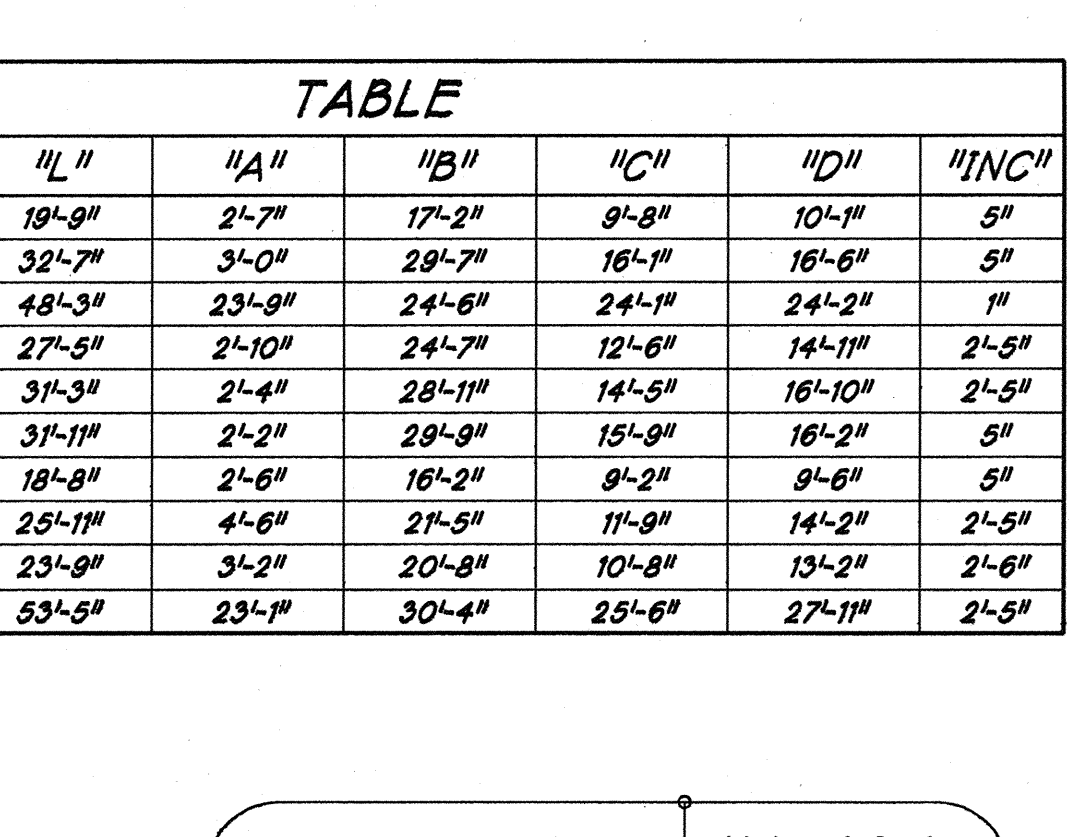 TABLE
"L" "A" "B" "C" "D" "INC"
19'-9" 2'-7" 17'-2" 9'-8" 10'-1" 5"
32'-7" 3'-0" 29'-7" 16'-1" 16'-6" 5"
48'-3" 23'-9" 24'-6" 24'-1" 24'-2" 1"
27'-5" 2'-10" 24'-7" 12'-6" 14'-11" 2'-5"
31'-3" 2'-4" 28'-11" 14'-5" 16'-10" 2'-5"
31'-11" 2'-2" 29'-9" 15'-9" 16'-2" 5"
18'-8" 2'-6" 16'-2" 9'-2" 9'-6" 5"
25'-11" 4'-6" 21'-5" 11'-9" 14'-2" 2'-5"
23'-9" 3'-2" 20'-8" 10'-8" 13'-2" 2'-6"
53'-5" 23'-1" 30'-4" 25'-6" 27'-11" 2'-5"